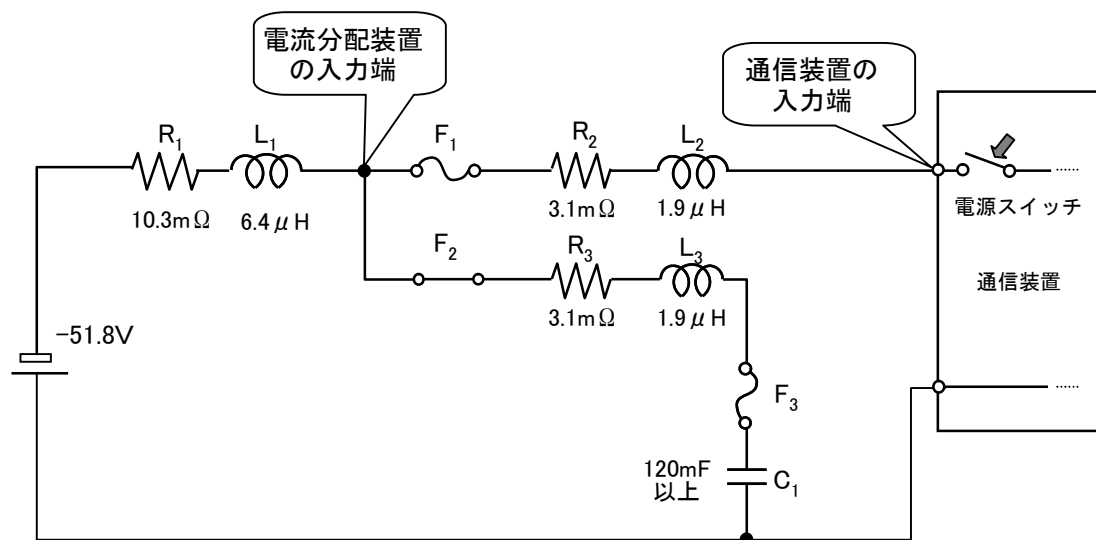 電流分配装置
の入力端
通信装置の
入力端
R1
L1
F1
R2
L2
10.3mΩ
6.4μH
3.1mΩ
1.9μH
電源スイッチ
F2
R3
L3
3.1mΩ
1.9μH
通信装置
−51.8V
F3
120mF
以上
C1